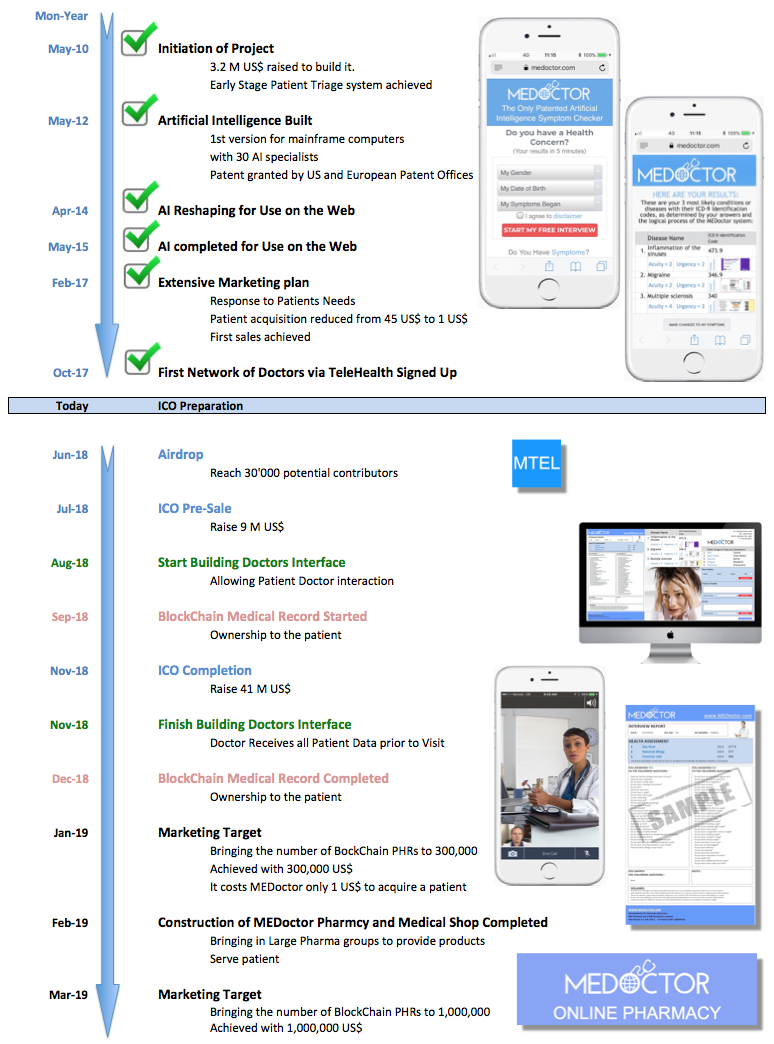 Mon-Year
May-10 Initiation of Project
3.2 M US$ raised to build it.
Early Stage Patient Triage system achieved
May-12 Artificial Intelligence Built
1st version for mainframe computers
with 30 AI specialists
Patent granted by US and European Patent Offices
Apr-14 AI Reshaping for Use on the Web
May-15 AI completed for Use on the Web
Feb-17 Extensive Marketing plan
Response to Patients Needs
Patient acquisition reduced from 45 US$ to 1 US$
First sales achieved
Oct-17 First Network of Doctors via TeleHealth Signed Up
4G 11:15 100%
medoctor.com
MEDOCTOR
The Only Patented Artificial
Intelligence Symptom Checker
Do you have a Health
Concern?
(Your results in 5 minutes)
My Gender
My Date of Birth
My Symptoms Began
I agree to disclaimer
START MY FREE INTERVIEW
Do You Have Symptoms?
4G 11:15 100%
medoctor.com
MEDOCTOR
HERE ARE YOUR RESULTS:
These are your 3 most likely conditions or
diseases with their ICD-9 identification
codes, as determined by your answers and
the logical process of the MEDoctor system:
Disease Name ICD-9 Identification
Code
1. Inflammation of the 473.9
sinuses
Acuity = 2 Urgency = 2
2. Migraine 346.9
Acuity = 2 Urgency = 3
3. Multiple sclerosis 340
Acuity = 4 Urgency = 3
MAKE CHANGES TO MY SYMPTOM
Today ICO Preparation
Jun-18 Airdrop
Reach 30'000 potential contributors
MTEL
Jul-18 ICO Pre-Sale
Raise 9 M US$
Aug-18 Start Building Doctors Interface
Allowing Patient Doctor interaction
Sep-18 BlockChain Medical Record Started
Ownership to the patient
Nov-18 ICO Completion
Raise 41 M US$
Nov-18 Finish Building Doctors Interface
Doctor Receives all Patient Data prior to Visit
Dec-18 BlockChain Medical Record Completed
Ownership to the patient
Jan-19 Marketing Target
Bringing the number of BockChain PHRs to 300,000
Achieved with 300,000 US$
It costs MEDoctor only 1 US$ to acquire a patient
Feb-19 Construction of MEDoctor Pharmcy and Medical Shop Completed
Bringing in Large Pharma groups to provide products
Serve patient
Mar-19 Marketing Target
Bringing the number of BlockChain PHRs to 1,000,000
Achieved with 1,000,000 US$
MEDOCTOR
End Call
MEDOCTOR www.MEDoctor.com
INTERVIEW REPORT
HEALTH ASSESSMENT
SAMPLE
MEDOCTOR
ONLINE PHARMACY